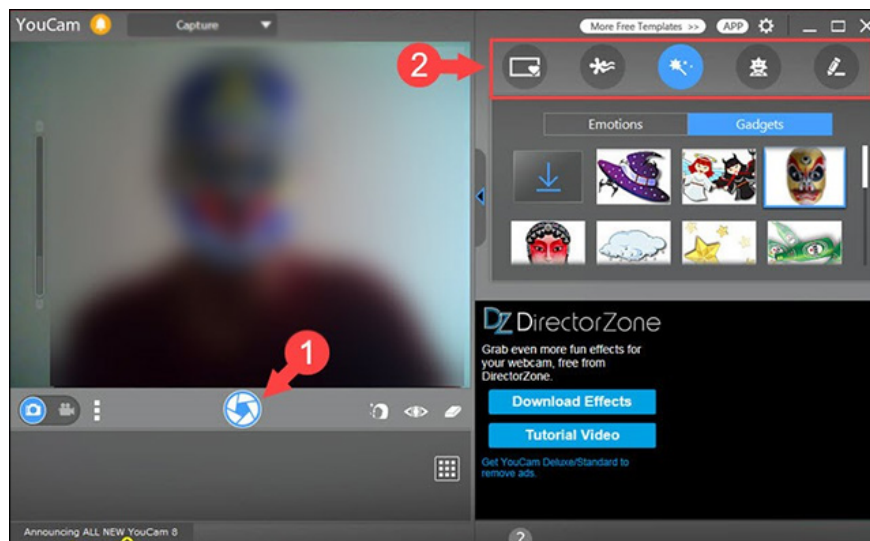 YouCam
Capture
More Free Templates >>
APP
2
Emotions
Gadgets
DZ DirectorZone
Grab even more fun effects for
your webcam, free from
DirectorZone.
1
Download Effects
Tutorial Video
Get YouCam Deluxe/Standard to
remove ads.
Announcing ALL NEW YouCam 8
?